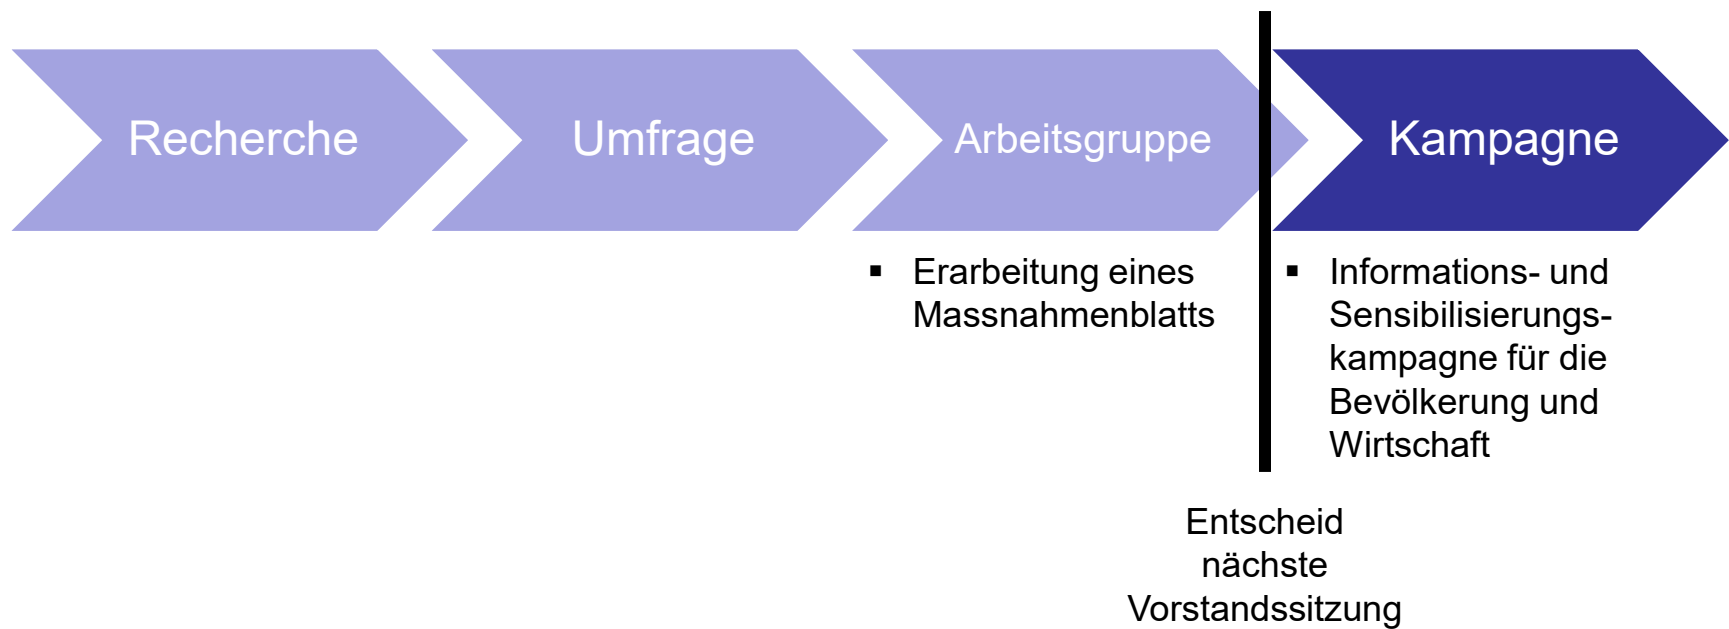 Recherche
Umfrage
Arbeitsgruppe
Kampagne
▪ Erarbeitung eines
Massnahmenblatts
▪ Informations- und
Sensibilisierungs-
kampagne für die
Bevölkerung und
Wirtschaft
Entscheid
nächste
Vorstandssitzung